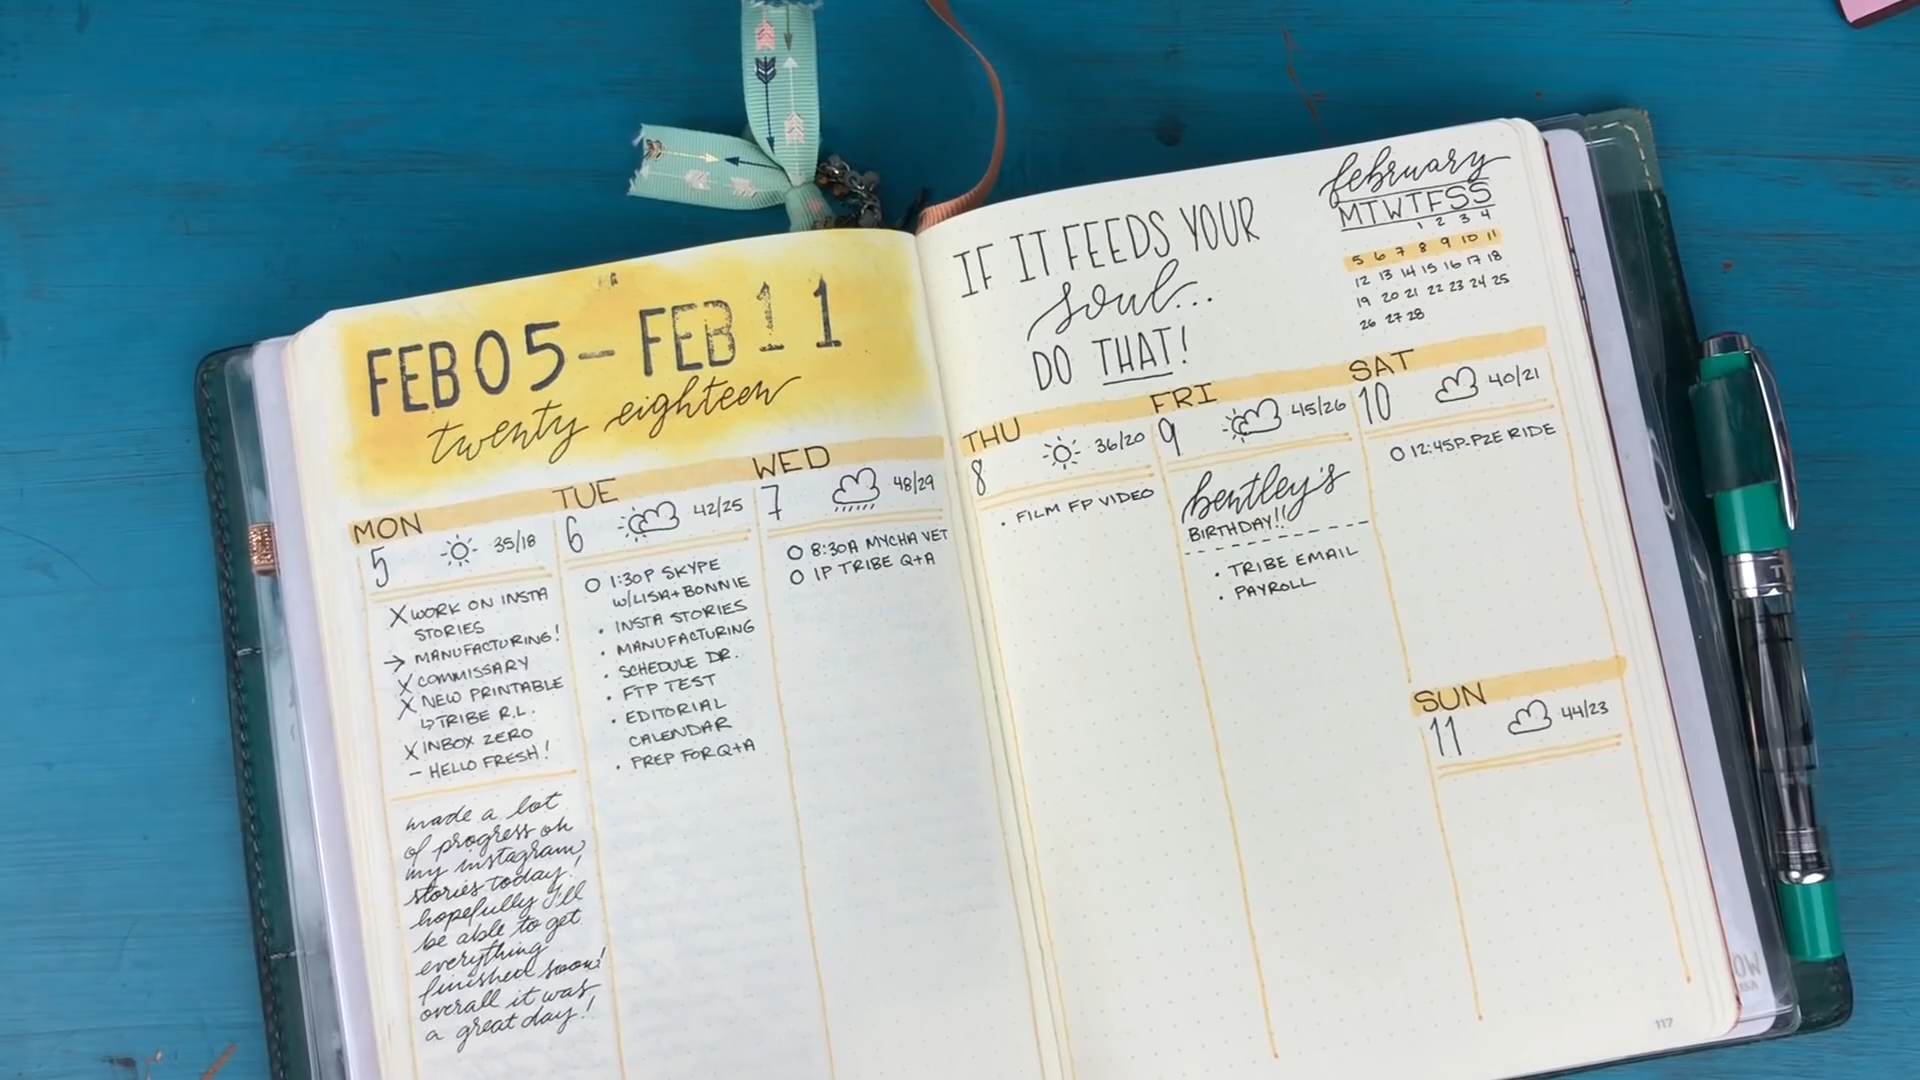 FEB 05 – FEB 11
twenty eighteen
MON
5
35/18
X WORK ON INSTA
STORIES
→ MANUFACTURING!
X COMMISSARY
X NEW PRINTABLE
↳ TRIBE R.L.
X INBOX ZERO
– HELLO FRESH!
made a lot
of progress on
my instagram
stories today!
hopefully I'll
be able to get
everything
finished soon!
overall it was
a great day!
TUE
6
42/25
O 1:30P SKYPE
W/LISA+BONNIE
• INSTA STORIES
• MANUFACTURING
• SCHEDULE DR.
• FTP TEST
• EDITORIAL
CALENDAR
• PREP FOR Q+A
WED
7
48/29
O 8:30A MYCHA VET
O 1P TRIBE Q+A
IF IT FEEDS YOUR
soul...
DO THAT!
february
M T W T F S S
1 2 3 4
5 6 7 8 9 10 11
12 13 14 15 16 17 18
19 20 21 22 23 24 25
26 27 28
THU
8
36/20
• FILM FP VIDEO
FRI
9
45/26
bentley's
BIRTHDAY!!
• TRIBE EMAIL
• PAYROLL
SAT
10
40/21
O 12:45P-PZE RIDE
SUN
11
44/23
117